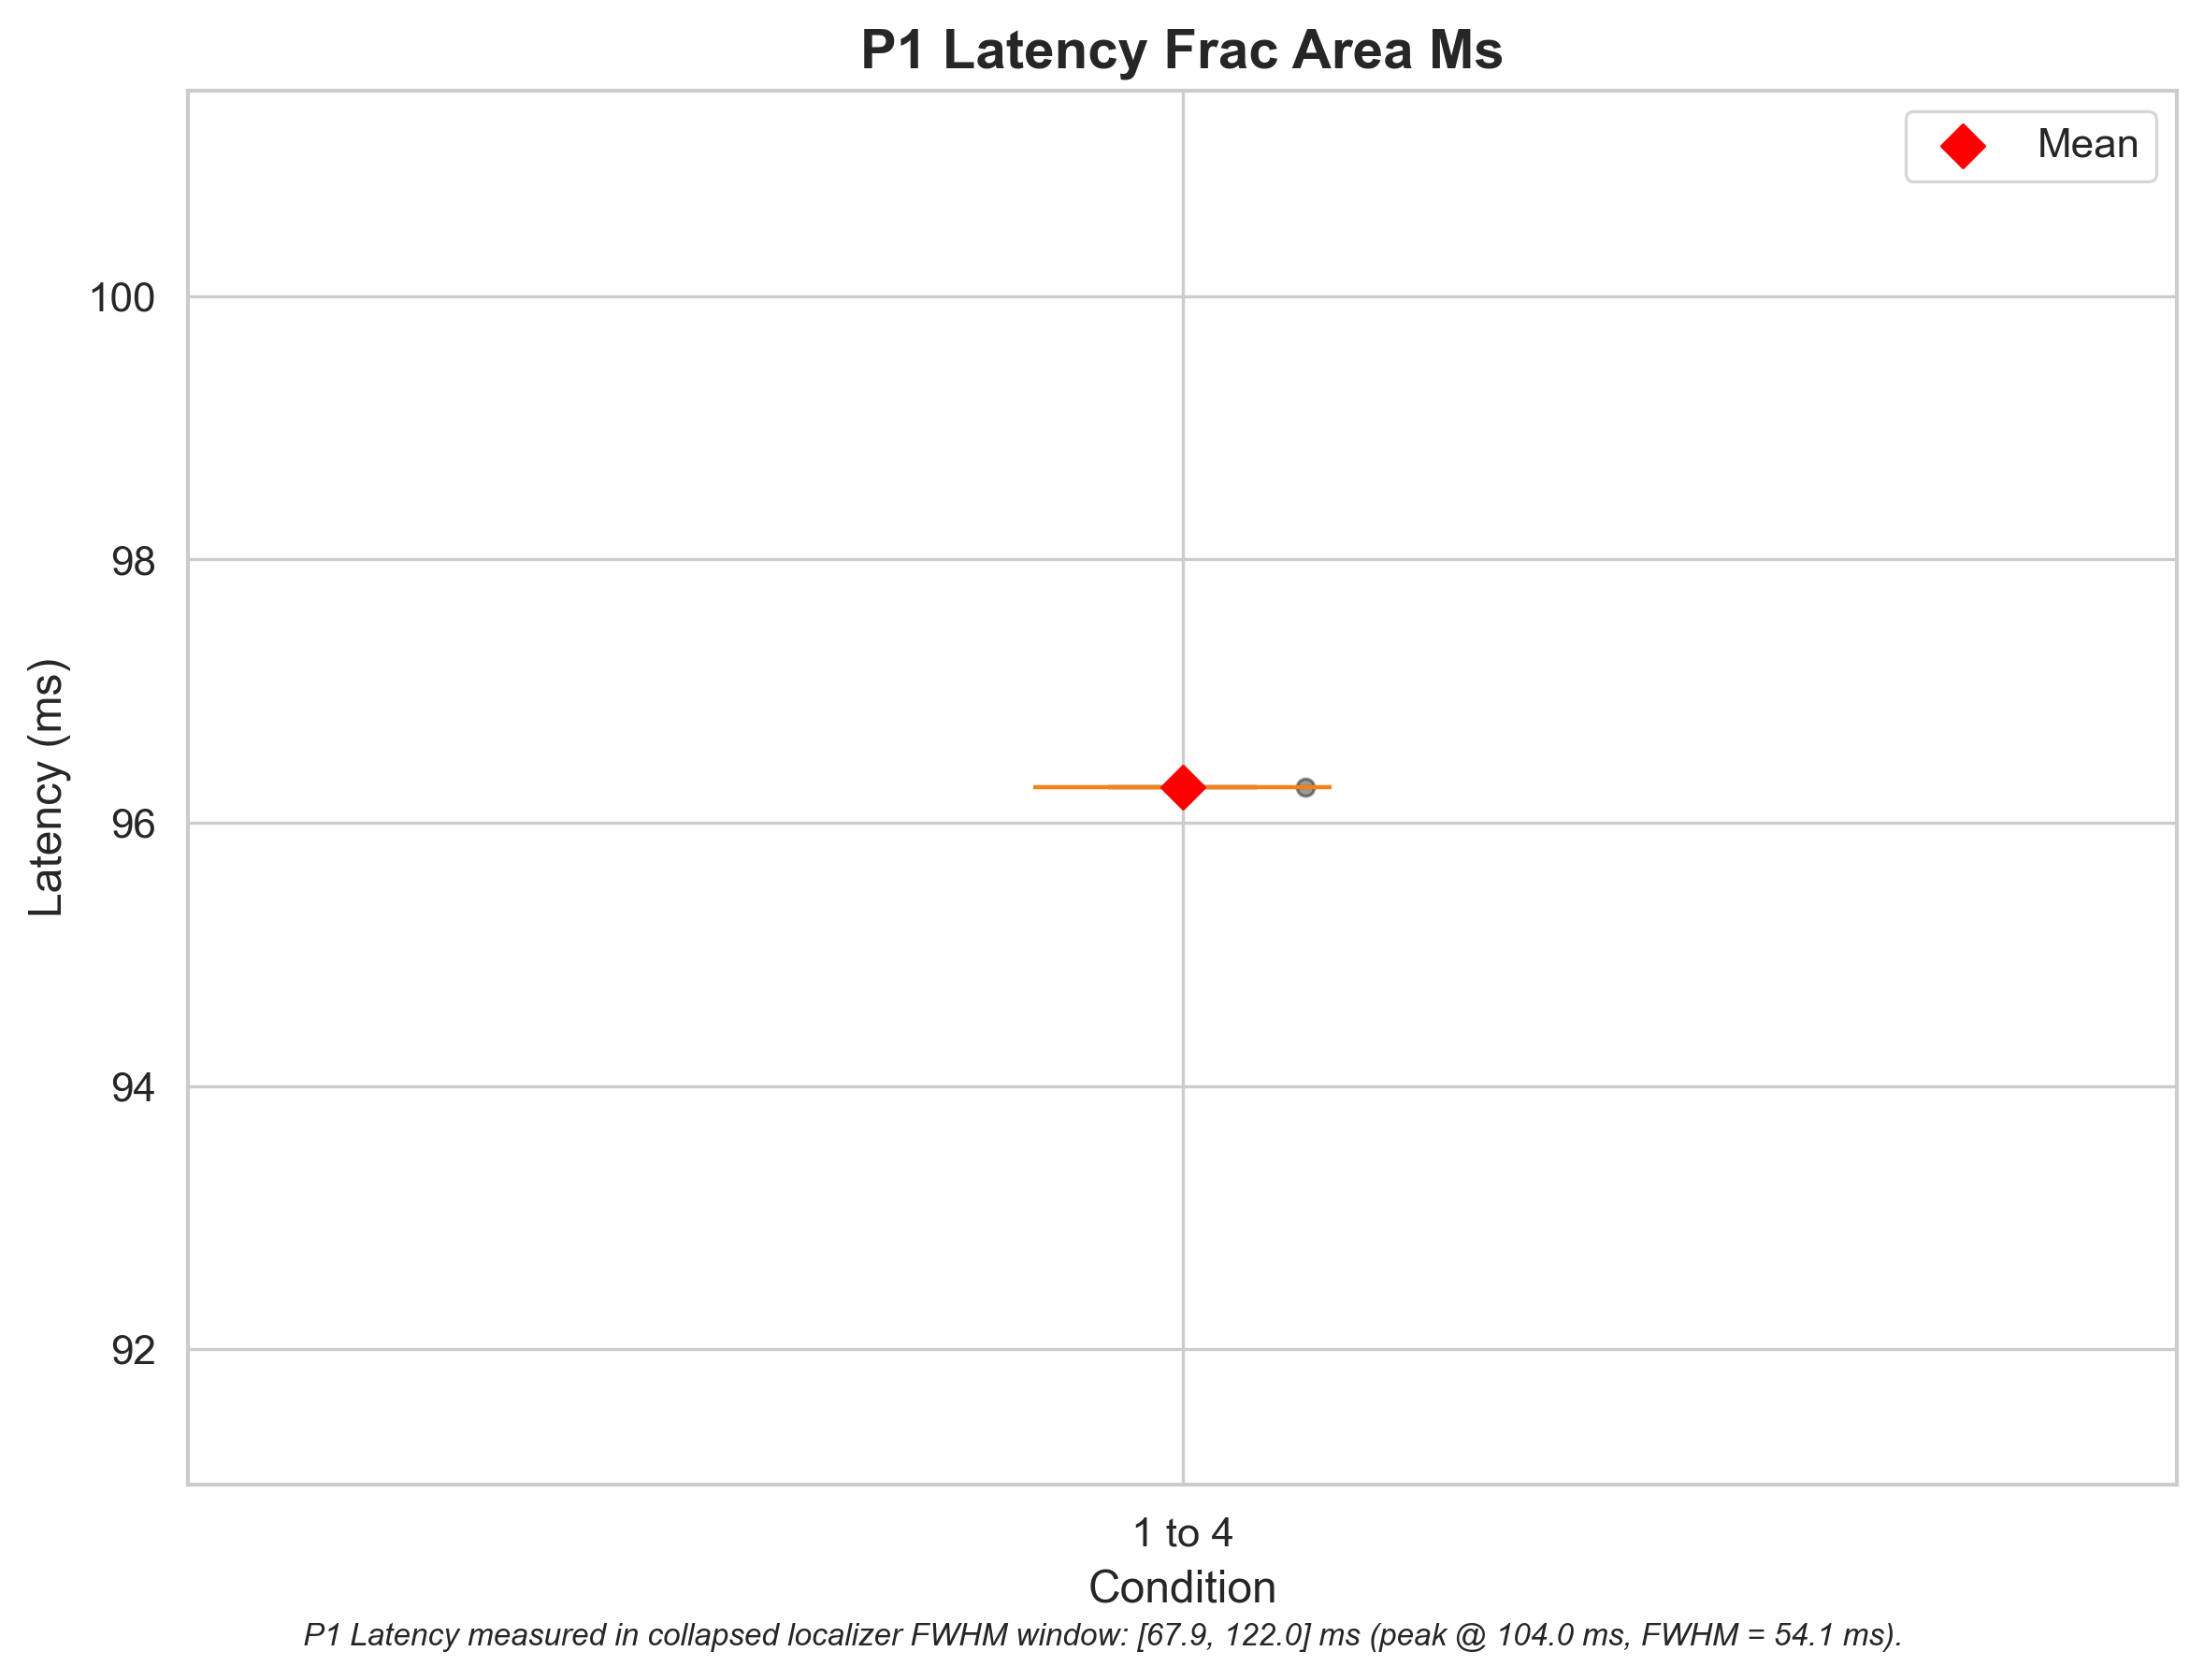 P1 Latency Frac Area Ms
Mean
100
98
96
94
92
Latency (ms)
1 to 4
Condition
P1 Latency measured in collapsed localizer FWHM window: [67.9, 122.0] ms (peak @ 104.0 ms, FWHM = 54.1 ms).